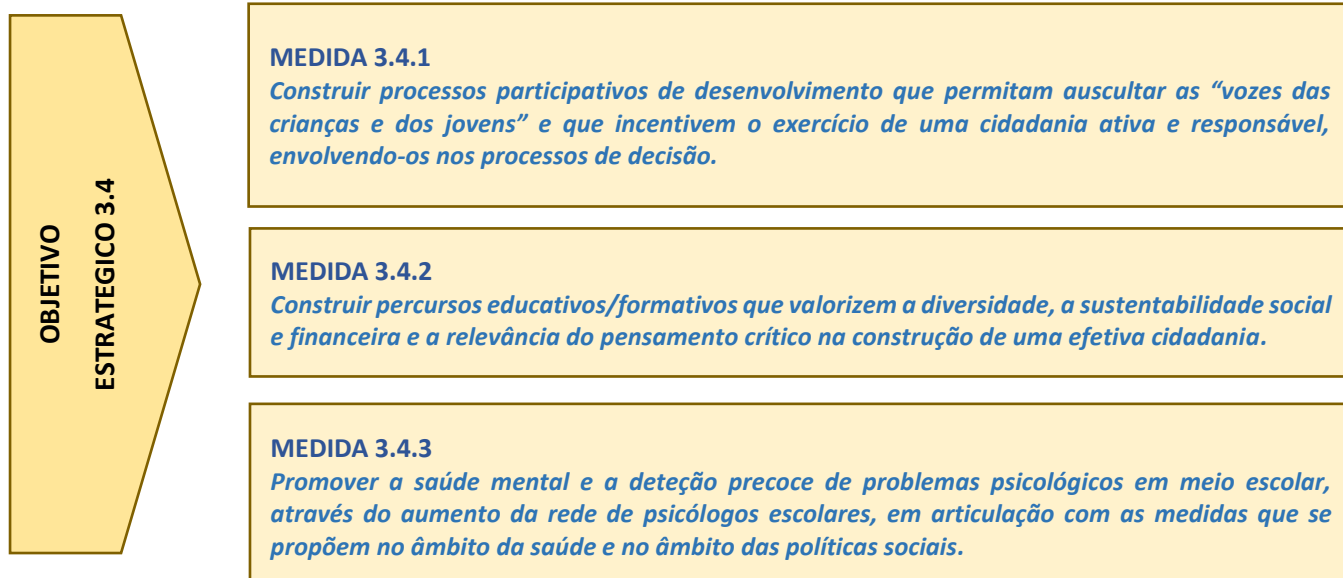 OBJETIVO
ESTRATEGICO 3.4
MEDIDA 3.4.1
Construir processos participativos de desenvolvimento que permitam auscultar as “vozes das
crianças e dos jovens” e que incentivem o exercício de uma cidadania ativa e responsável,
envolvendo-os nos processos de decisão.
MEDIDA 3.4.2
Construir percursos educativos/formativos que valorizem a diversidade, a sustentabilidade social
e financeira e a relevância do pensamento crítico na construção de uma efetiva cidadania.
MEDIDA 3.4.3
Promover a saúde mental e a deteção precoce de problemas psicológicos em meio escolar,
através do aumento da rede de psicólogos escolares, em articulação com as medidas que se
propõem no âmbito da saúde e no âmbito das políticas sociais.